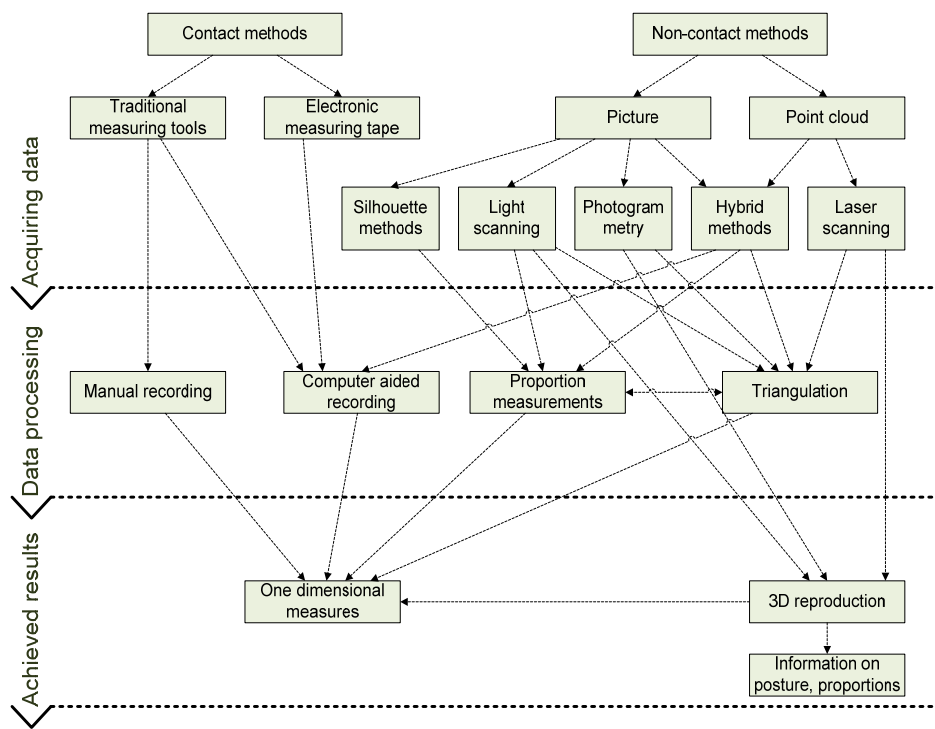 Contact methods
Non-contact methods
Traditional
measuring tools
Electronic
measuring tape
Picture
Point cloud
Acquiring data
Silhouette
methods
Light
scanning
Photogram
metry
Hybrid
methods
Laser
scanning
Data processing
Manual recording
Computer aided
recording
Proportion
measurements
Triangulation
Achieved results
One dimensional
measures
3D reproduction
Information on
posture, proportions